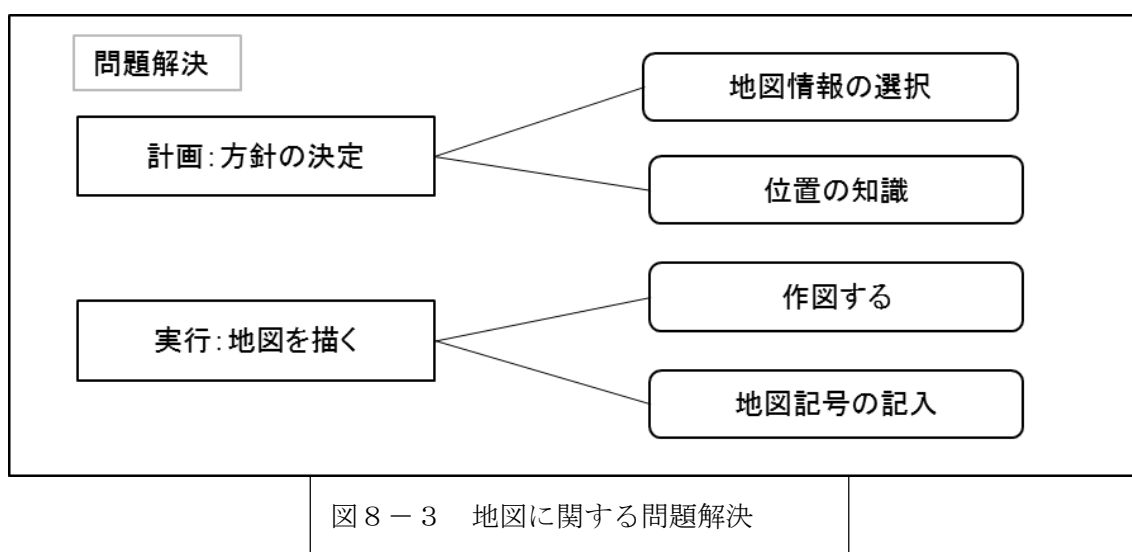 問題解決
計画：方針の決定
地図情報の選択
位置の知識
実行：地図を描く
作図する
地図記号の記入
図８－３　地図に関する問題解決